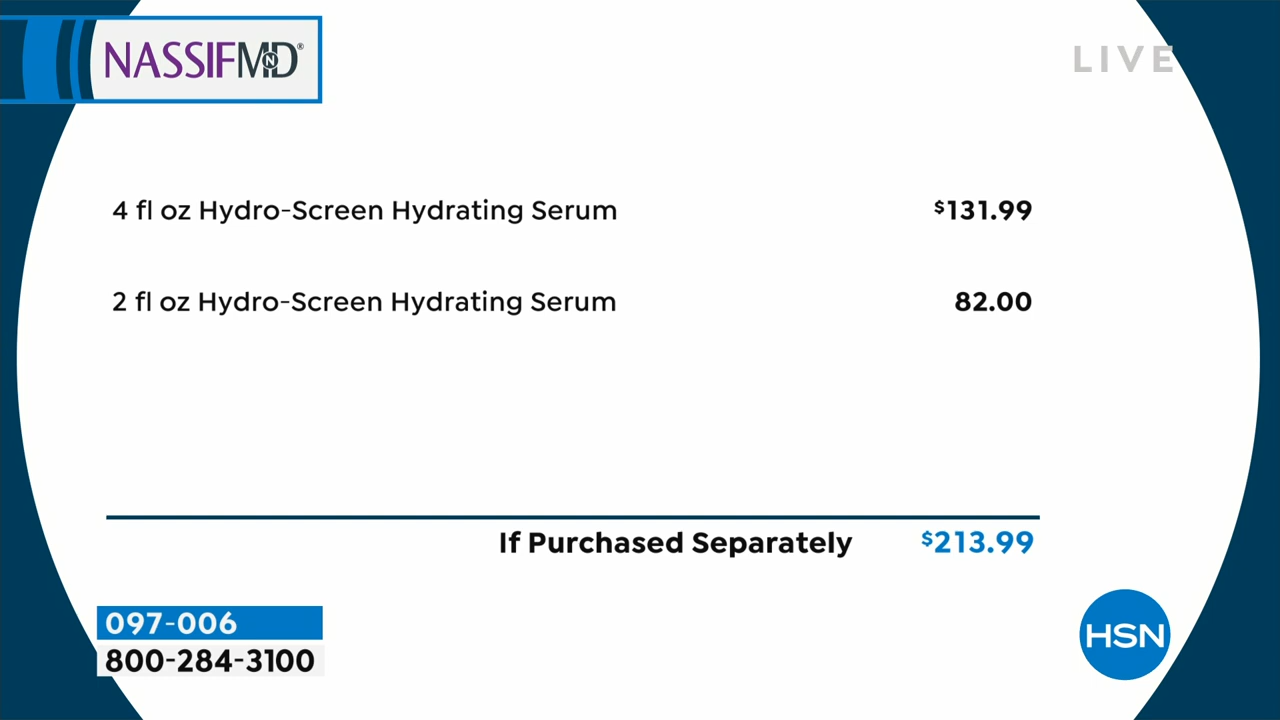 NASSIFMD®
LIVE
4 fl oz Hydro-Screen Hydrating Serum $131.99
2 fl oz Hydro-Screen Hydrating Serum 82.00
If Purchased Separately $213.99
097-006
800-284-3100
HSN